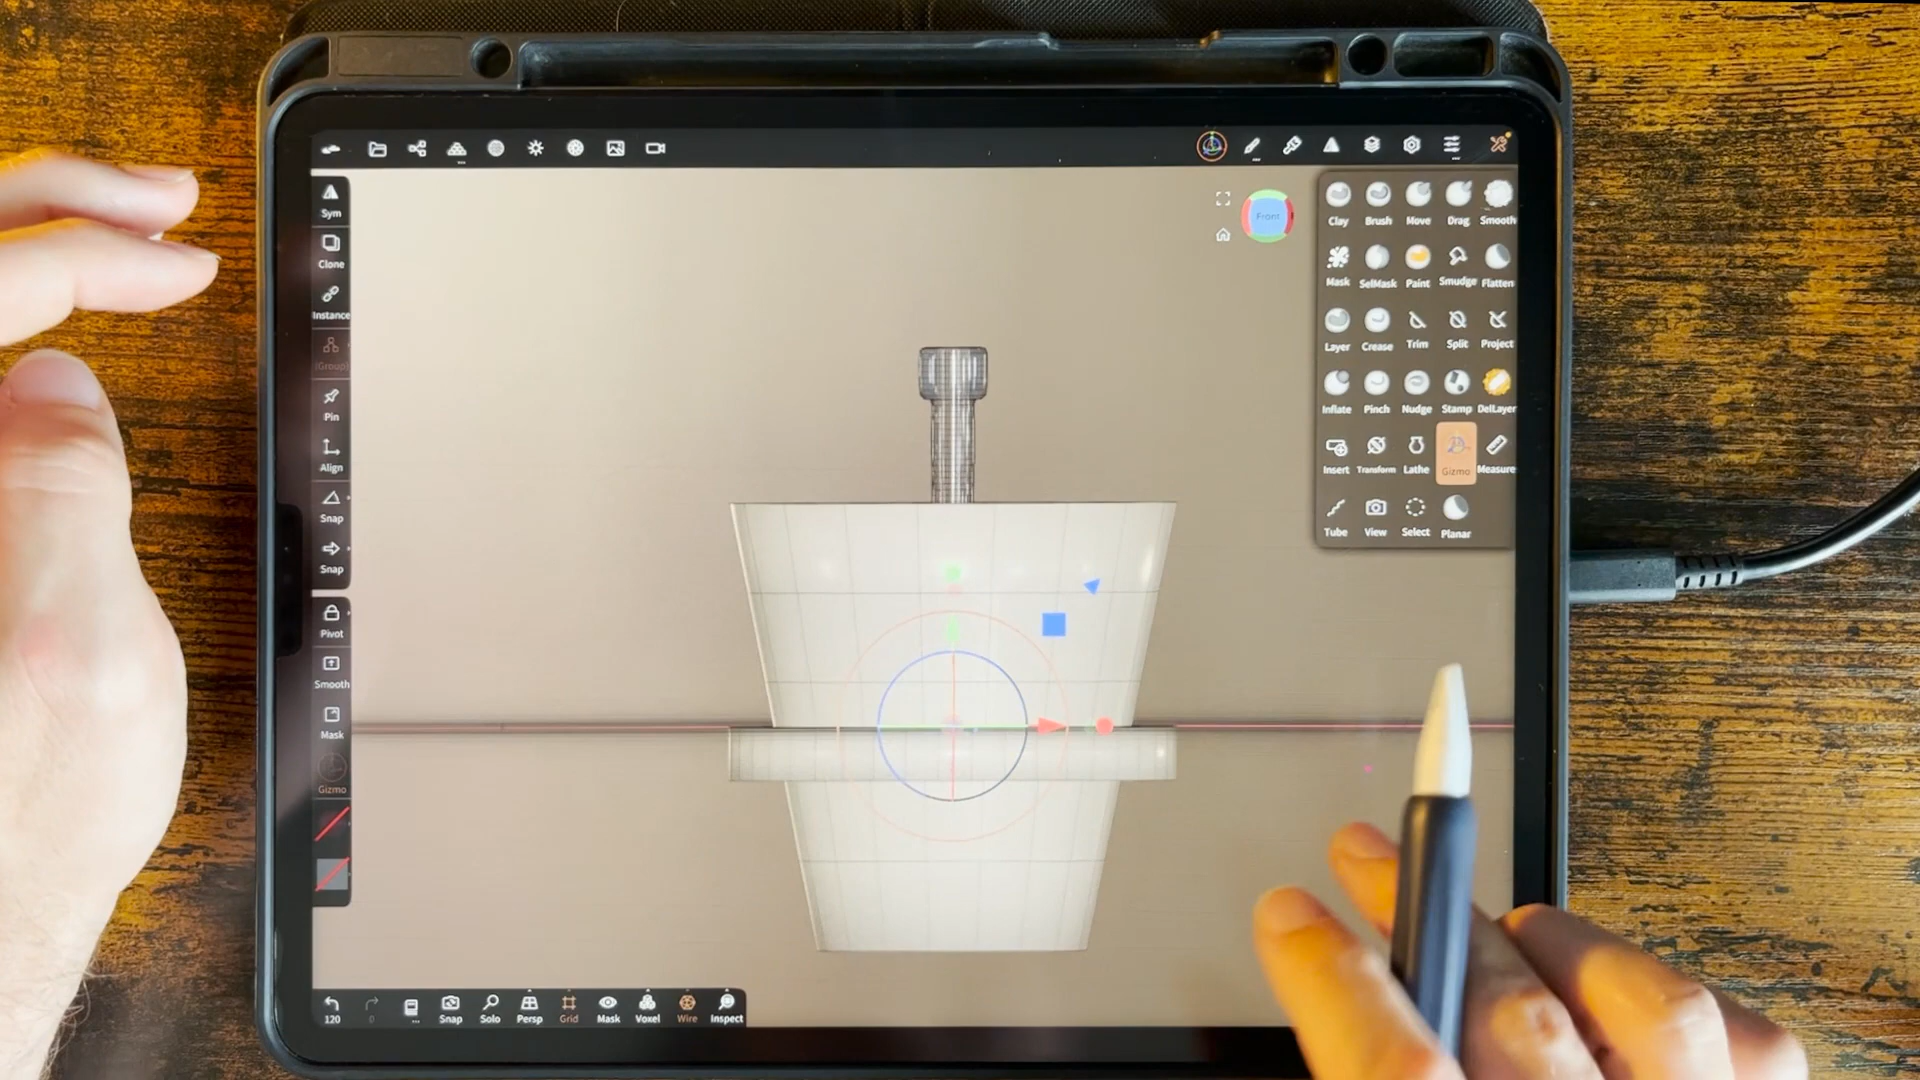 Front
Sym
Clone
Instance
(Group)
Pin
Align
Snap
Snap
Pivot
Smooth
Mask
Gizmo
Clay Brush Move Drag Smooth
Mask SelMask Paint Smudge Flatten
Layer Crease Trim Split Project
Inflate Pinch Nudge Stamp DelLayer
Insert Transform Lathe Gizmo Measure
Tube View Select Planar
120 0 Snap Solo Persp Grid Mask Voxel Wire Inspect